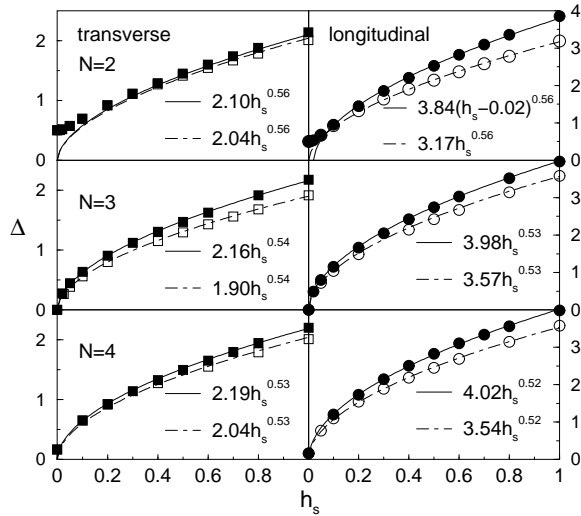 transverse
longitudinal
N=2
2.10h_s^0.56
2.04h_s^0.56
3.84(h_s−0.02)^0.56
3.17h_s^0.56
2
1
0
4
3
2
1
0
N=3
2.16h_s^0.54
1.90h_s^0.54
3.98h_s^0.53
3.57h_s^0.53
Δ
2
1
0
3
2
1
0
N=4
2.19h_s^0.53
2.04h_s^0.53
4.02h_s^0.52
3.54h_s^0.52
2
1
0
3
2
1
0
0 0.2 0.4 0.6 0.8 0 0.2 0.4 0.6 0.8 1
h_s